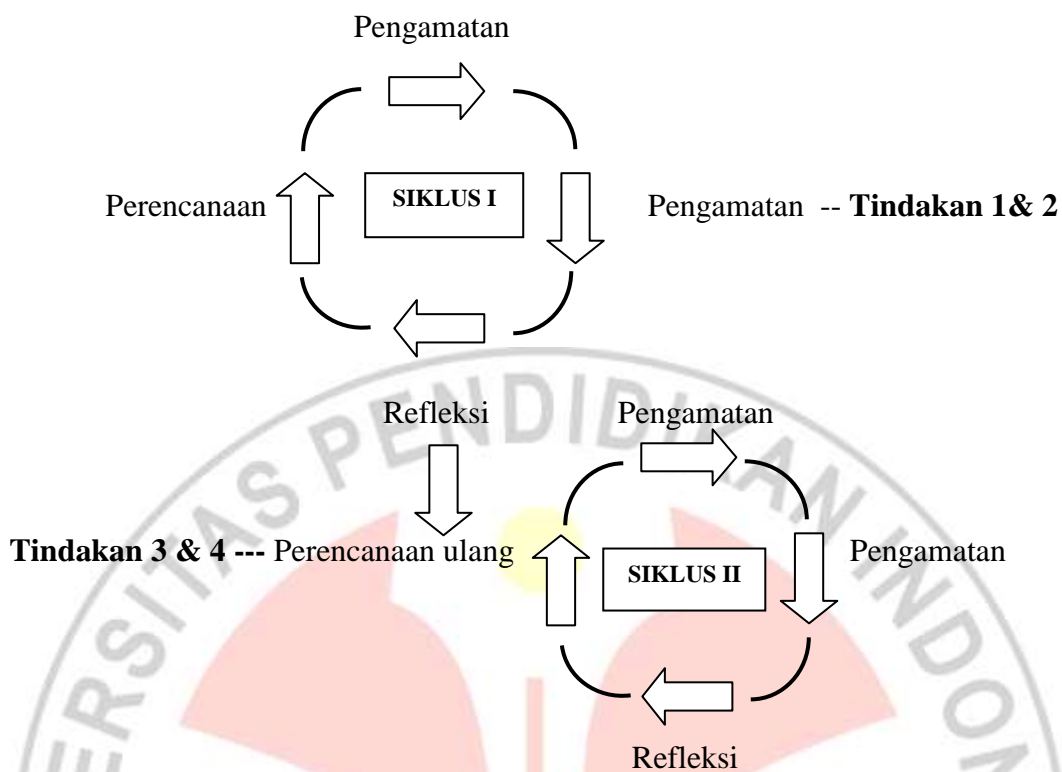 Pengamatan
Perencanaan
SIKLUS I
Pengamatan -- Tindakan 1& 2
Refleksi
Pengamatan
Tindakan 3 & 4 --- Perencanaan ulang
SIKLUS II
Pengamatan
Refleksi